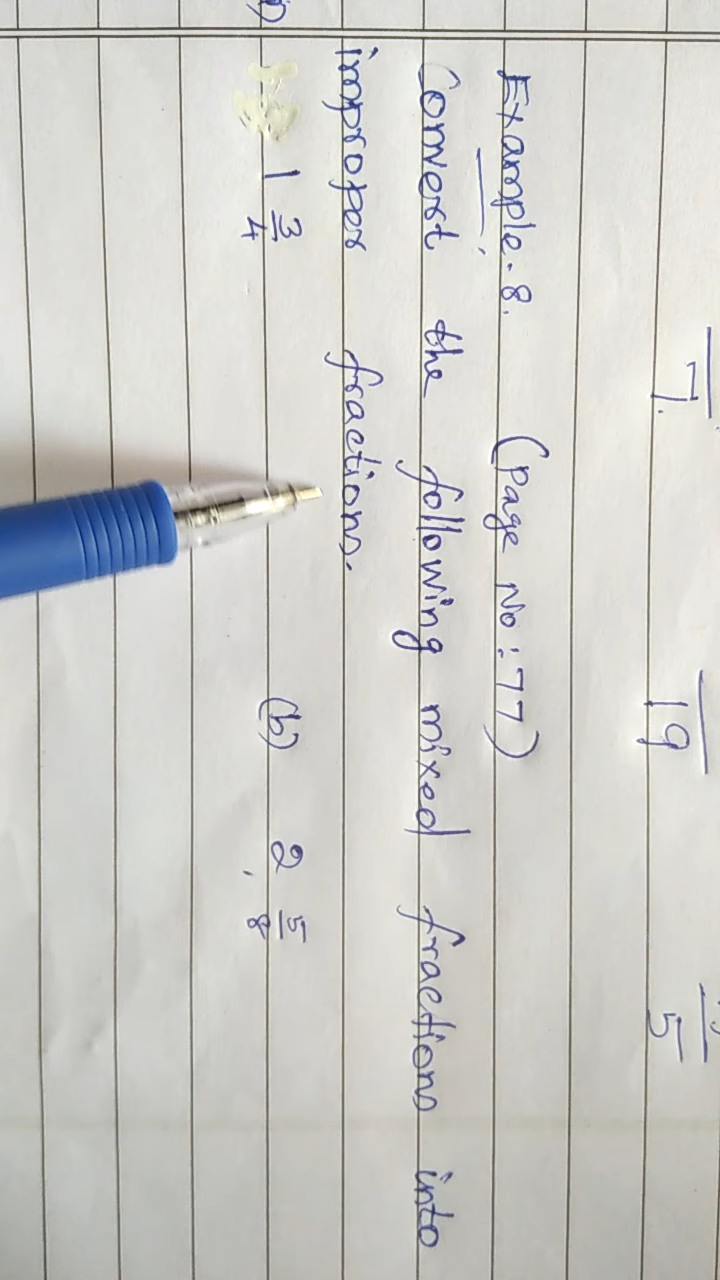 7. 19 5
Example-8. (page No:77)
Convert the following mixed fractions into
improper fractions.
1 3/4 (b) 2 5/8